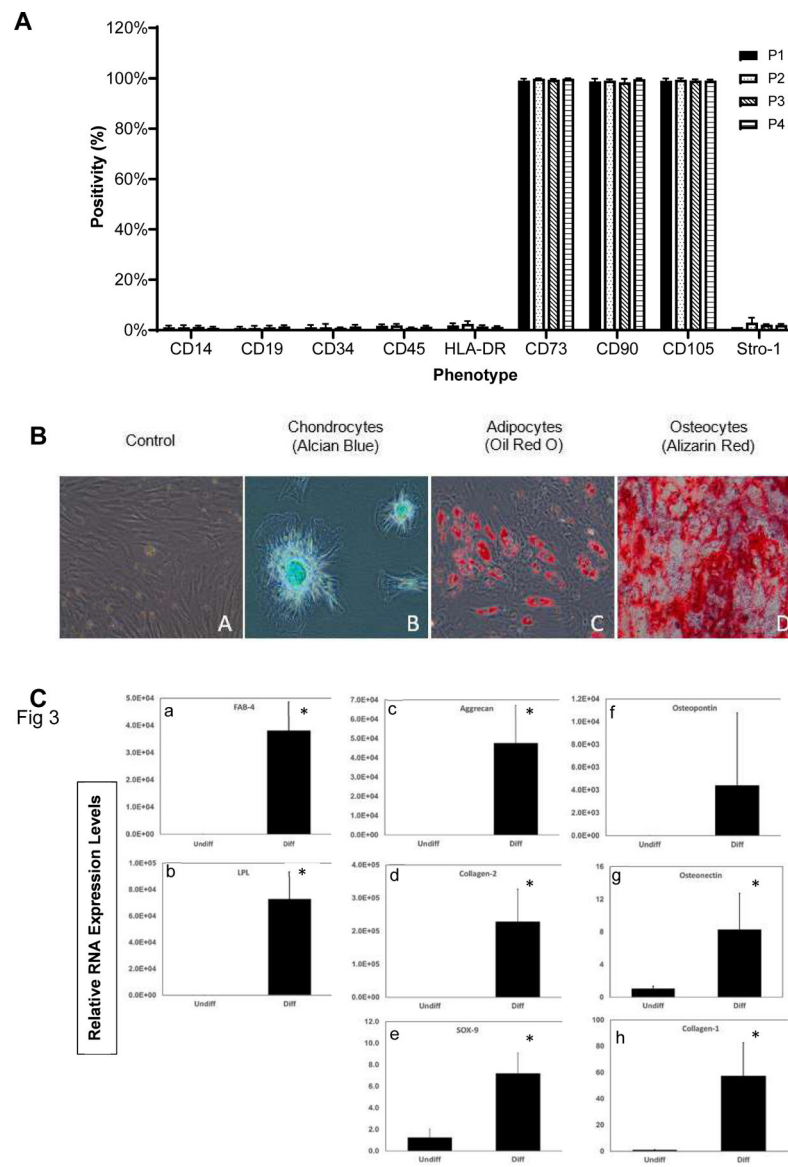 A
120%
100%
80%
60%
40%
20%
0%
Positivity (%)
P1
P2
P3
P4
CD14 CD19 CD34 CD45 HLA-DR CD73 CD90 CD105 Stro-1
Phenotype
B
Control
Chondrocytes
(Alcian Blue)
Adipocytes
(Oil Red O)
Osteocytes
(Alizarin Red)
A
B
C
D
C
Fig 3
Relative RNA Expression Levels
a
FAB-4
5.0E+04
4.0E+04
3.0E+04
2.0E+04
1.0E+04
0.0E+00
*
Undiff Diff
c
Aggrecan
7.0E+04
6.0E+04
5.0E+04
4.0E+04
3.0E+04
2.0E+04
1.0E+04
0.0E+00
*
Undiff Diff
f
Osteopontin
1.2E+04
1.0E+04
8.0E+03
6.0E+03
4.0E+03
2.0E+03
0.0E+00
Undiff Diff
b
LPL
1.0E+05
8.0E+04
6.0E+04
4.0E+04
2.0E+04
0.0E+00
*
Undiff Diff
d
Collagen-2
4.0E+05
3.0E+05
2.0E+05
1.0E+05
0.0E+00
*
Undiff Diff
g
Osteonectin
16
12
8
4
0
*
Undiff Diff
e
SOX-9
10.0
8.0
6.0
4.0
2.0
0.0
*
Undiff Diff
h
Collagen-1
100
80
60
40
20
0
*
Undiff Diff